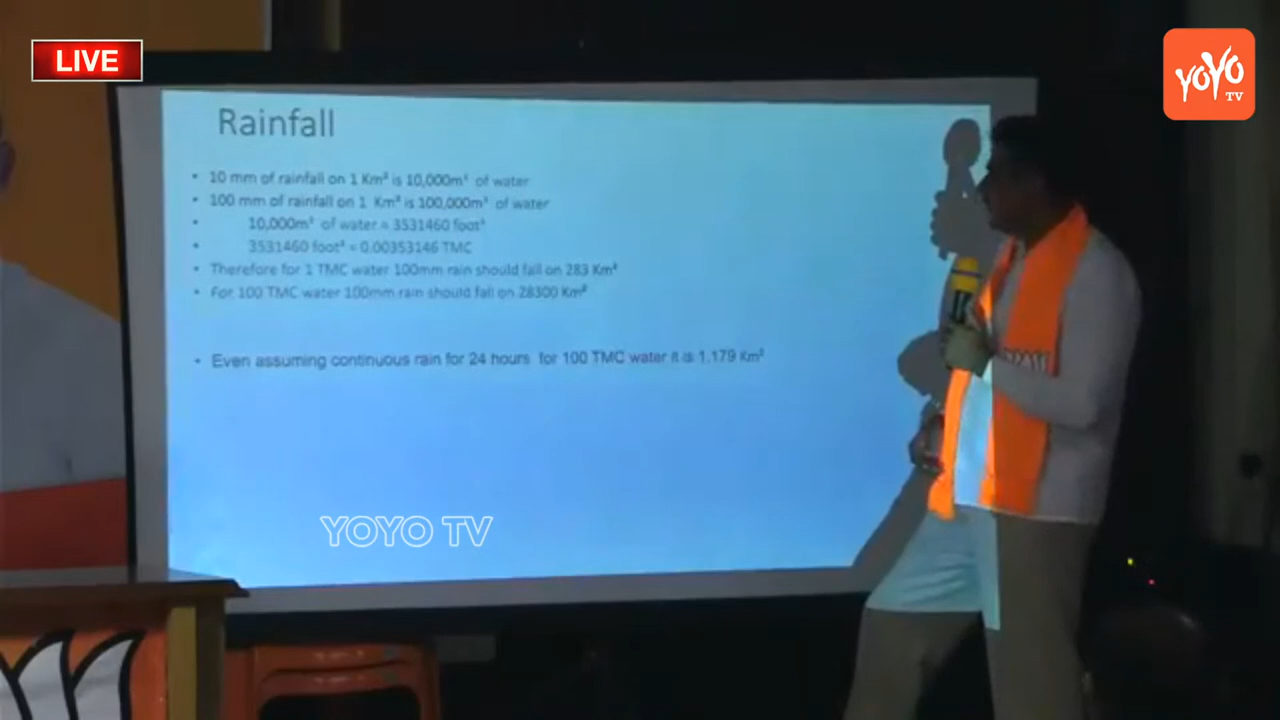 LIVE
YOYO
TV
Rainfall
• 10 mm of rainfall on 1 Km² is 10,000m³ of water
• 100 mm of rainfall on 1 Km² is 100,000m³ of water
• 10,000m³ of water = 3531460 foot³
• 3531460 foot³ = 0.00353146 TMC
• Therefore for 1 TMC water 100mm rain should fall on 283 Km²
• For 100 TMC water 100mm rain should fall on 28300 Km²
• Even assuming continuous rain for 24 hours for 100 TMC water it is 1.179 Km²
YOYO TV